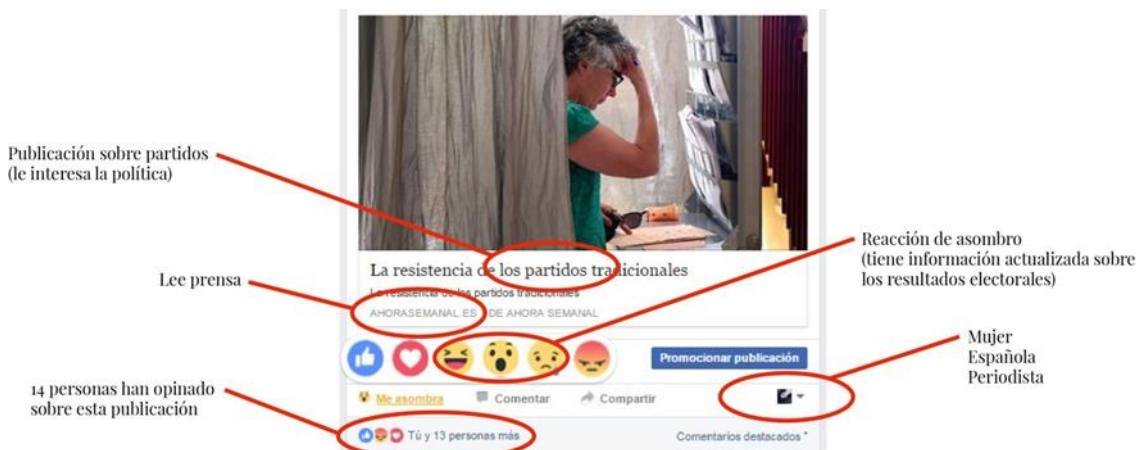 Publicación sobre partidos
(le interesa la política)
Lee prensa
14 personas han opinado
sobre esta publicación
La resistencia de los partidos tradicionales
La resistencia de los partidos tradicionales
AHORASEMANAL.ES DE AHORA SEMANAL
Promocionar publicación
Me asombra Comentar Compartir
Tú y 13 personas más Comentarios destacados
Reacción de asombro
(tiene información actualizada sobre
los resultados electorales)
Mujer
Española
Periodista